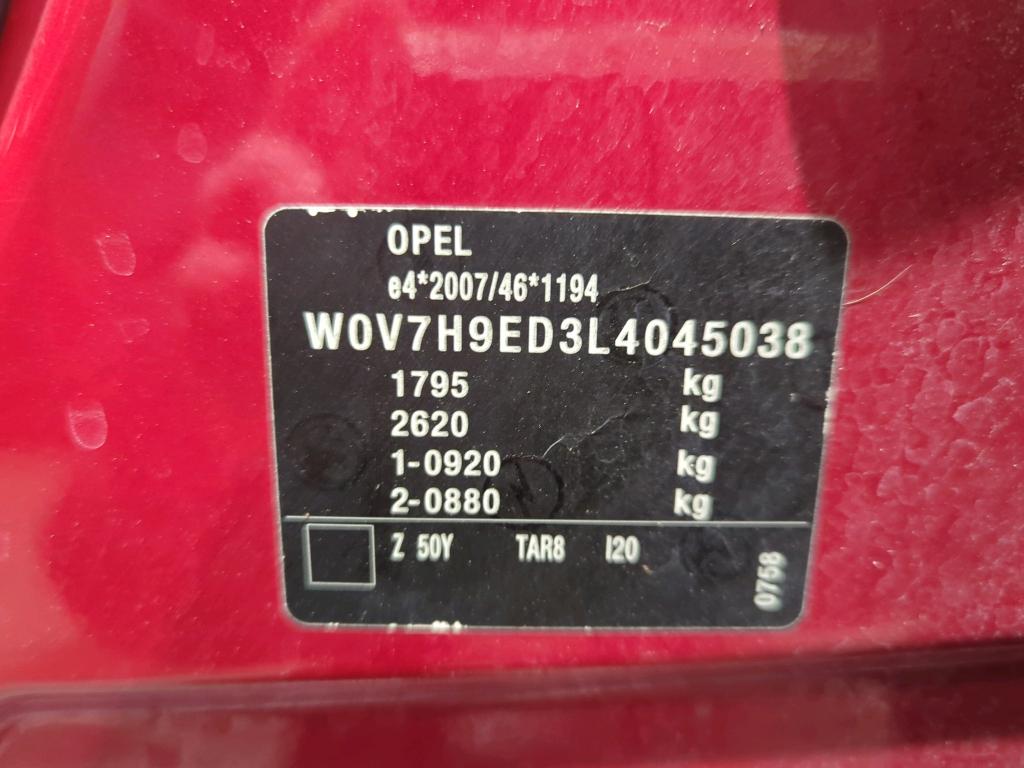 OPEL
e4*2007/46*1194
W0V7H9ED3L4045038
1795 kg
2620 kg
1-0920 kg
2-0880 kg
Z 50Y TAR8 I20
0758